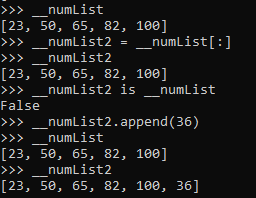 >>> __numList
[23, 50, 65, 82, 100]
>>> __numList2 = __numList[:]
>>> __numList2
[23, 50, 65, 82, 100]
>>> __numList2 is __numList
False
>>> __numList2.append(36)
>>> __numList
[23, 50, 65, 82, 100]
>>> __numList2
[23, 50, 65, 82, 100, 36]